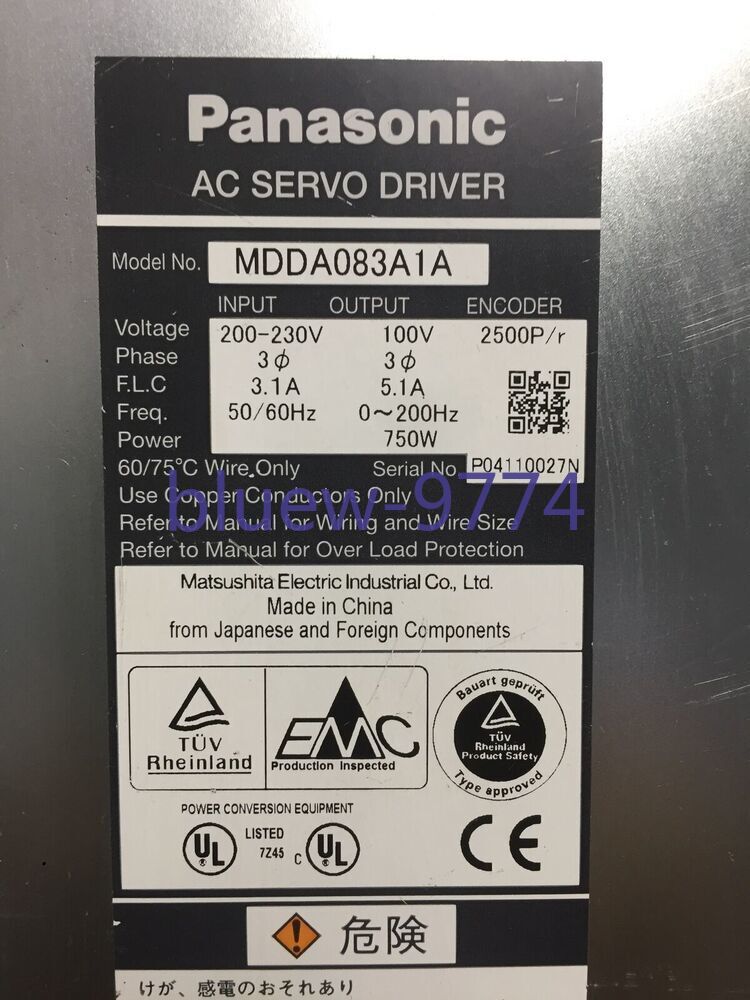 Panasonic
AC SERVO DRIVER
Model No. MDDA083A1A
INPUT OUTPUT ENCODER
Voltage 200-230V 100V 2500P/r
Phase 3ϕ 3ϕ
F.L.C 3.1A 5.1A
Freq. 50/60Hz 0~200Hz
Power 750W
60/75°C Wire Only Serial No. P04110027N
Use Copper Conductors Only
bluew-9774
Refer to Manual for Wiring and Wire Size
Refer to Manual for Over Load Protection
Matsushita Electric Industrial Co., Ltd.
Made in China
from Japanese and Foreign Components
TÜV
Rheinland
EMC
Production Inspected
Bauart geprüft
TÜV
Rheinland
Product Safety
Type approved
POWER CONVERSION EQUIPMENT
UL LISTED 7Z45 c UL
CE
危険
けが、感電のおそれあり